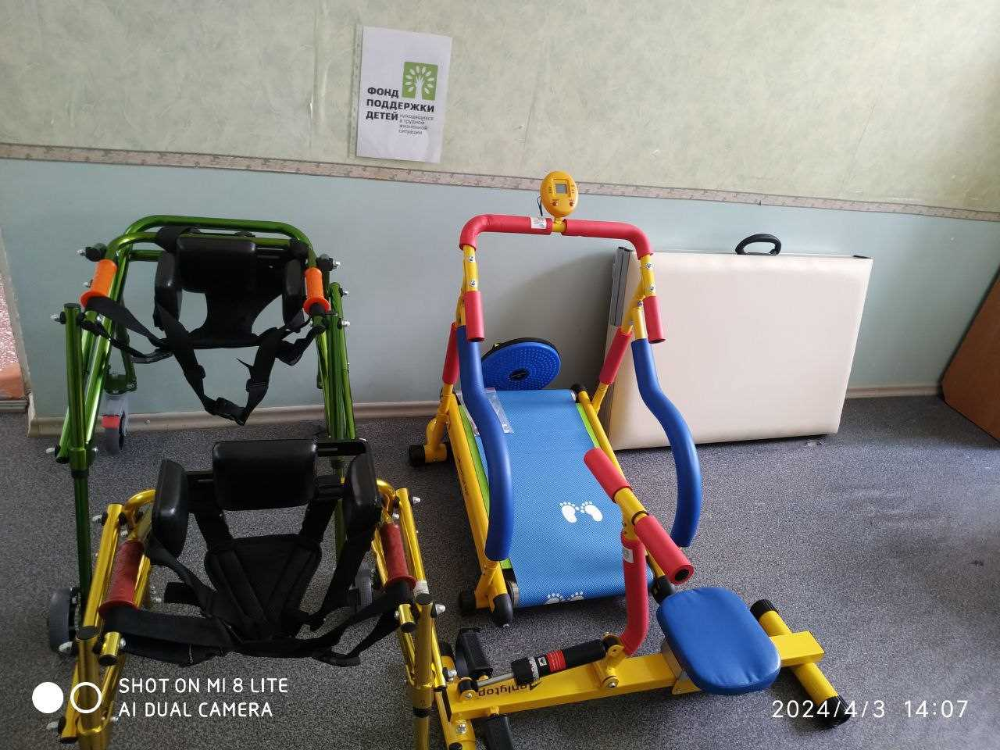 ФОНД
ПОДДЕРЖКИ
ДЕТЕЙ находящихся
в трудной
жизненной
ситуации
SHOT ON MI 8 LITE
AI DUAL CAMERA
2024/4/3 14:07